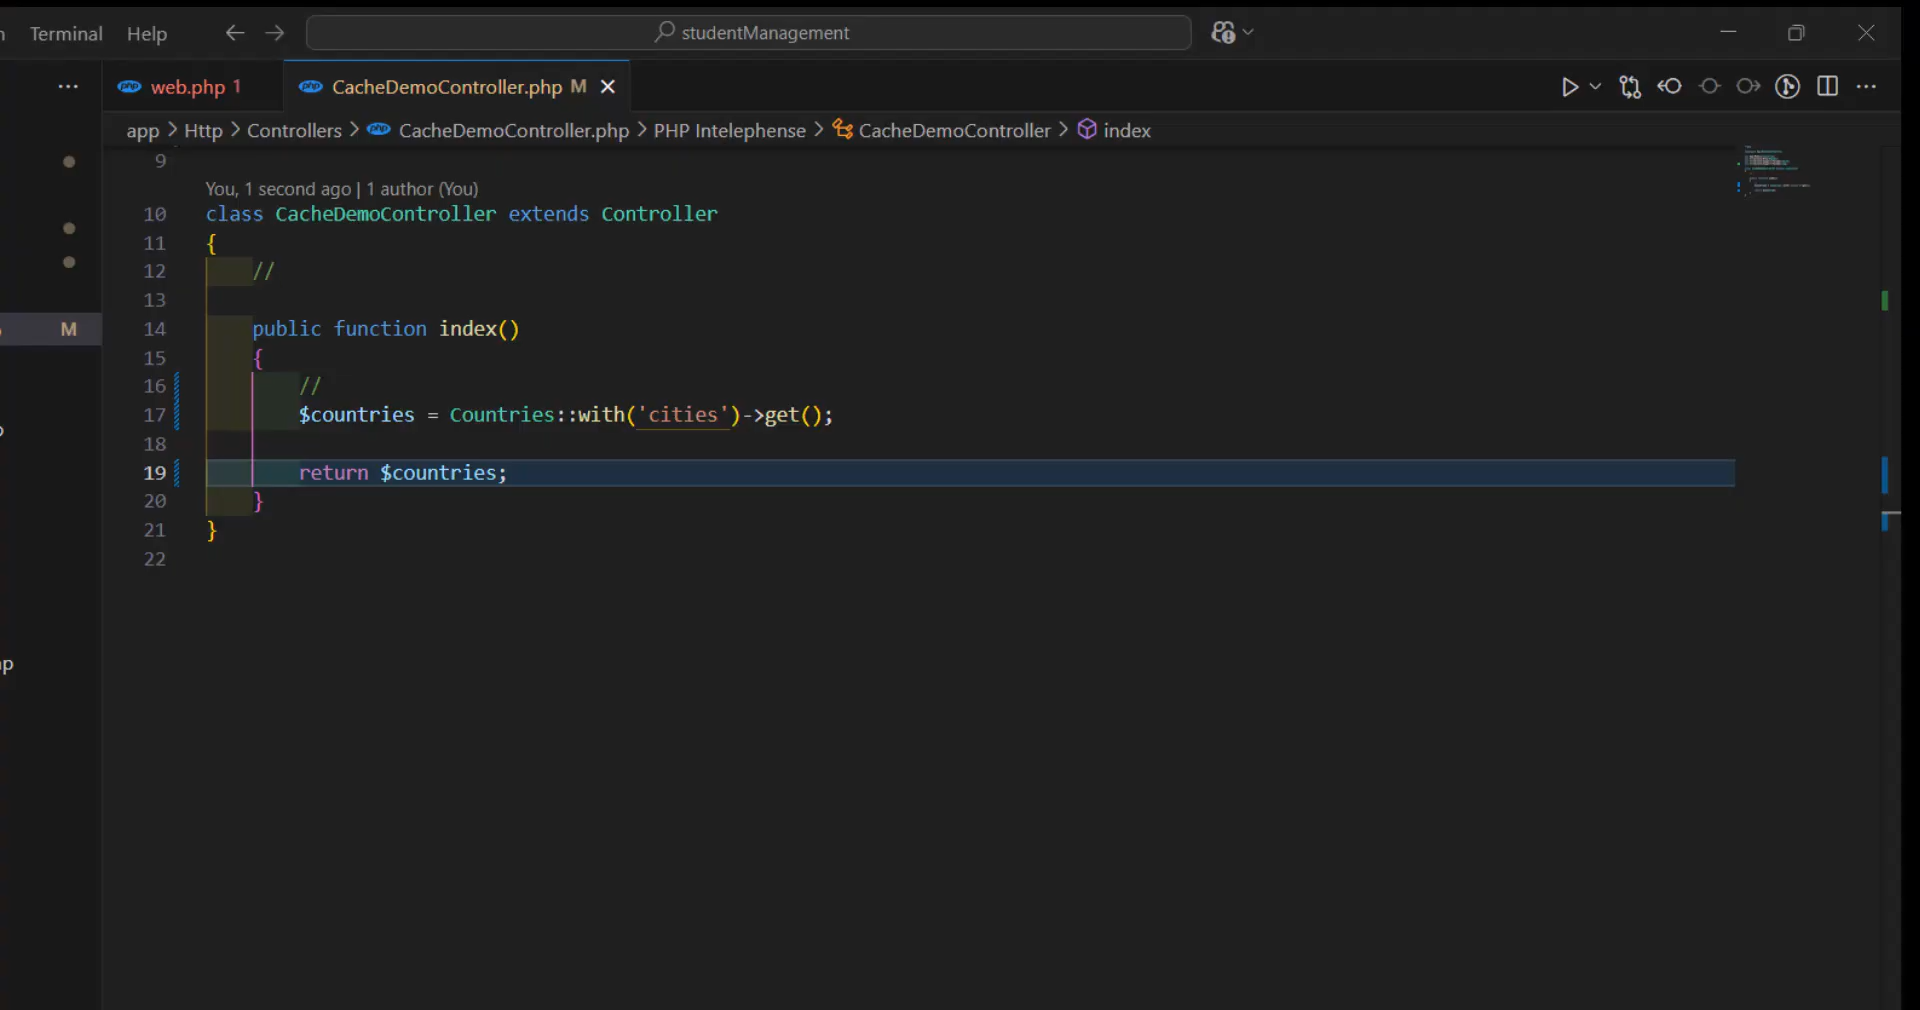 Terminal Help studentManagement
web.php 1 CacheDemoController.php M
app > Http > Controllers > CacheDemoController.php > PHP Intelephense > CacheDemoController > index
9
You, 1 second ago | 1 author (You)
10 class CacheDemoController extends Controller
11 {
12 //
13
14 public function index()
15 {
16 //
17 $countries = Countries::with('cities')->get();
18
19 return $countries;
20 }
21 }
22
M